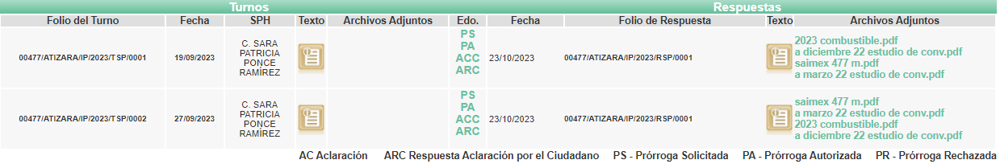 Turnos Respuestas
Folio del Turno Fecha SPH Texto Archivos Adjuntos Edo. Fecha Folio de Respuesta Texto Archivos Adjuntos
00477/ATIZARA/IP/2023/TSP/0001 19/09/2023 C. SARA PATRICIA PONCE RAMÍREZ PS PA ACC ARC 23/10/2023 00477/ATIZARA/IP/2023/RSP/0001
2023 combustible.pdf
a diciembre 22 estudio de conv.pdf
saimex 477 m.pdf
a marzo 22 estudio de conv.pdf
00477/ATIZARA/IP/2023/TSP/0002 27/09/2023 C. SARA PATRICIA PONCE RAMÍREZ PS PA ACC ARC 23/10/2023 00477/ATIZARA/IP/2023/RSP/0001
saimex 477 m.pdf
a marzo 22 estudio de conv.pdf
2023 combustible.pdf
a diciembre 22 estudio de conv.pdf
AC Aclaración ARC Respuesta Aclaración por el Ciudadano PS - Prórroga Solicitada PA - Prórroga Autorizada PR - Prórroga Rechazada